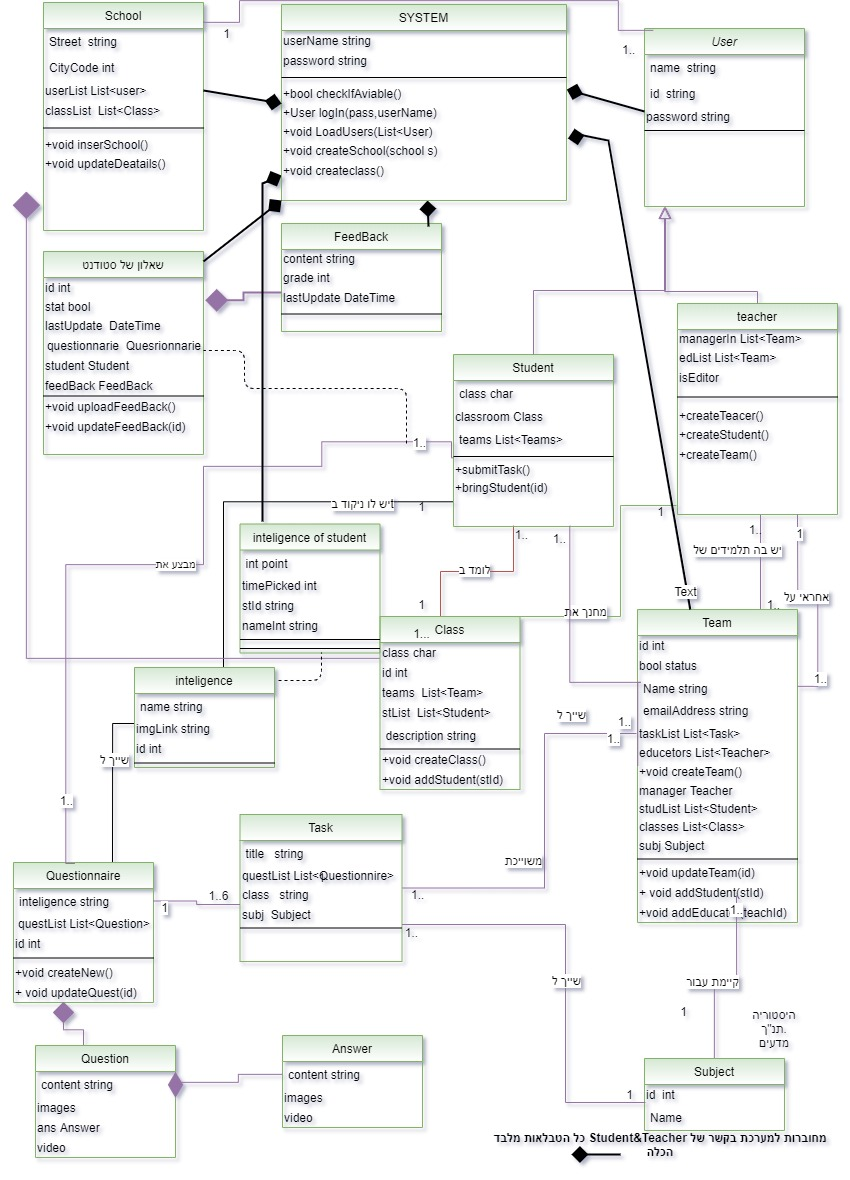 School
Street  string
CityCode int
userList List<user>
classList  List<Class>
+void inserSchool()
+void updateDeatails()
1
SYSTEM
userName string
password string
+bool checkIfAviable()
+User logIn(pass,userName)
+void LoadUsers(List<User)
+void createSchool(school s)
+void createclass()
1..
User
name  string
id  string
password string
שאלון של סטודנט
id int
stat bool
lastUpdate  DateTime
questionnarie  Quesrionnarie
student Student
feedBack FeedBack
+void uploadFeedBack()
+void updateFeedBack(id)
FeedBack
content string
grade int
lastUpdate DateTime
Student
class char
classroom Class
teams List<Teams>
+submitTask()
+bringStudent(id)
teacher
managerIn List<Team>
edList List<Team>
isEditor
+createTeacer()
+createStudent()
+createTeam()
1..
יש לו ניקוד ב
1
1
1..
1..
1..
1
יש בה תלמידים של
מבצע את
לומד ב
אחראי על
Text
inteligence of student
int point
timePicked int
stId string
nameInt string
1
1...
מחנך את
1..
Class
class char
id int
teams  List<Team>
stList  List<Student>
description string
+void createClass()
+void addStudent(stId)
Team
id int
bool status
Name string
emailAddress string
taskList List<Task>
educetors List<Teacher>
+void createTeam()
manager Teacher
studList List<Student>
classes List<Class>
subj Subject
+void updateTeam(id)
+ void addStudent(stId)
+void addEducat (teachId)
1..
1..
inteligence
name string
imgLink string
id int
שייך ל
שייך ל
1..
1..
1..
Task
title   string
questList List<Questionnire>
class   string
subj  Subject
משוייכת
1..
1..
Questionnaire
inteligence string
questList List<Question>
id int
+void createNew()
+ void updateQuest(id)
1
1..6
שייך ל
קיימת עבור
1
היסטוריה
תנ"ך.
מדעים
Question
content string
images
ans Answer
video
Answer
content string
images
video
Subject
id  int
Name
1
מחוברות למערכת בקשר של Student&Teacher כל הטבלאות מלבד
הכלה